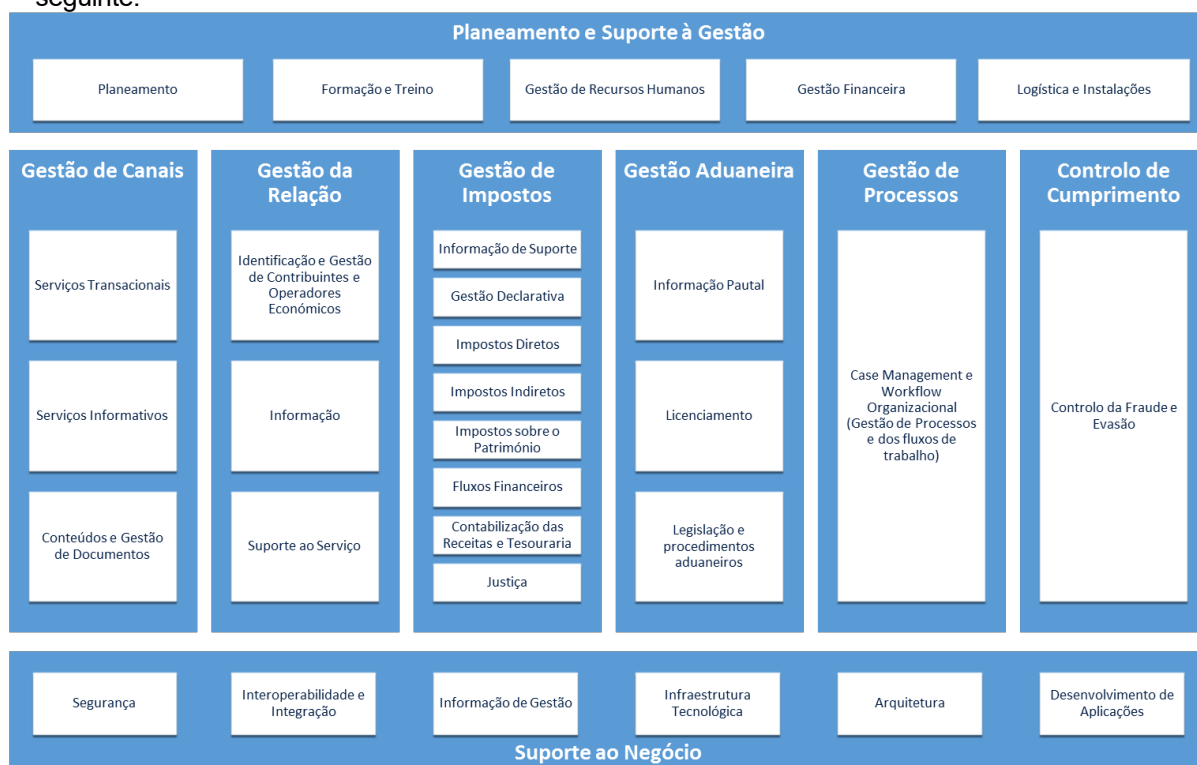 seguinte:
Planeamento e Suporte à Gestão
Planeamento
Formação e Treino
Gestão de Recursos Humanos
Gestão Financeira
Logística e Instalações
Gestão de Canais
Serviços Transacionais
Serviços Informativos
Conteúdos e Gestão
de Documentos
Gestão da
Relação
Identificação e Gestão
de Contribuintes e
Operadores
Económicos
Informação
Suporte ao Serviço
Gestão de
Impostos
Informação de Suporte
Gestão Declarativa
Impostos Diretos
Impostos Indiretos
Impostos sobre o
Património
Fluxos Financeiros
Contabilização das
Receitas e Tesouraria
Justiça
Gestão Aduaneira
Informação Pautal
Licenciamento
Legislação e
procedimentos
aduaneiros
Gestão de
Processos
Case Management e
Workflow
Organizacional
(Gestão de Processos
e dos fluxos de
trabalho)
Controlo de
Cumprimento
Controlo da Fraude e
Evasão
Segurança
Interoperabilidade e
Integração
Informação de Gestão
Infraestrutura
Tecnológica
Arquitetura
Desenvolvimento de
Aplicações
Suporte ao Negócio